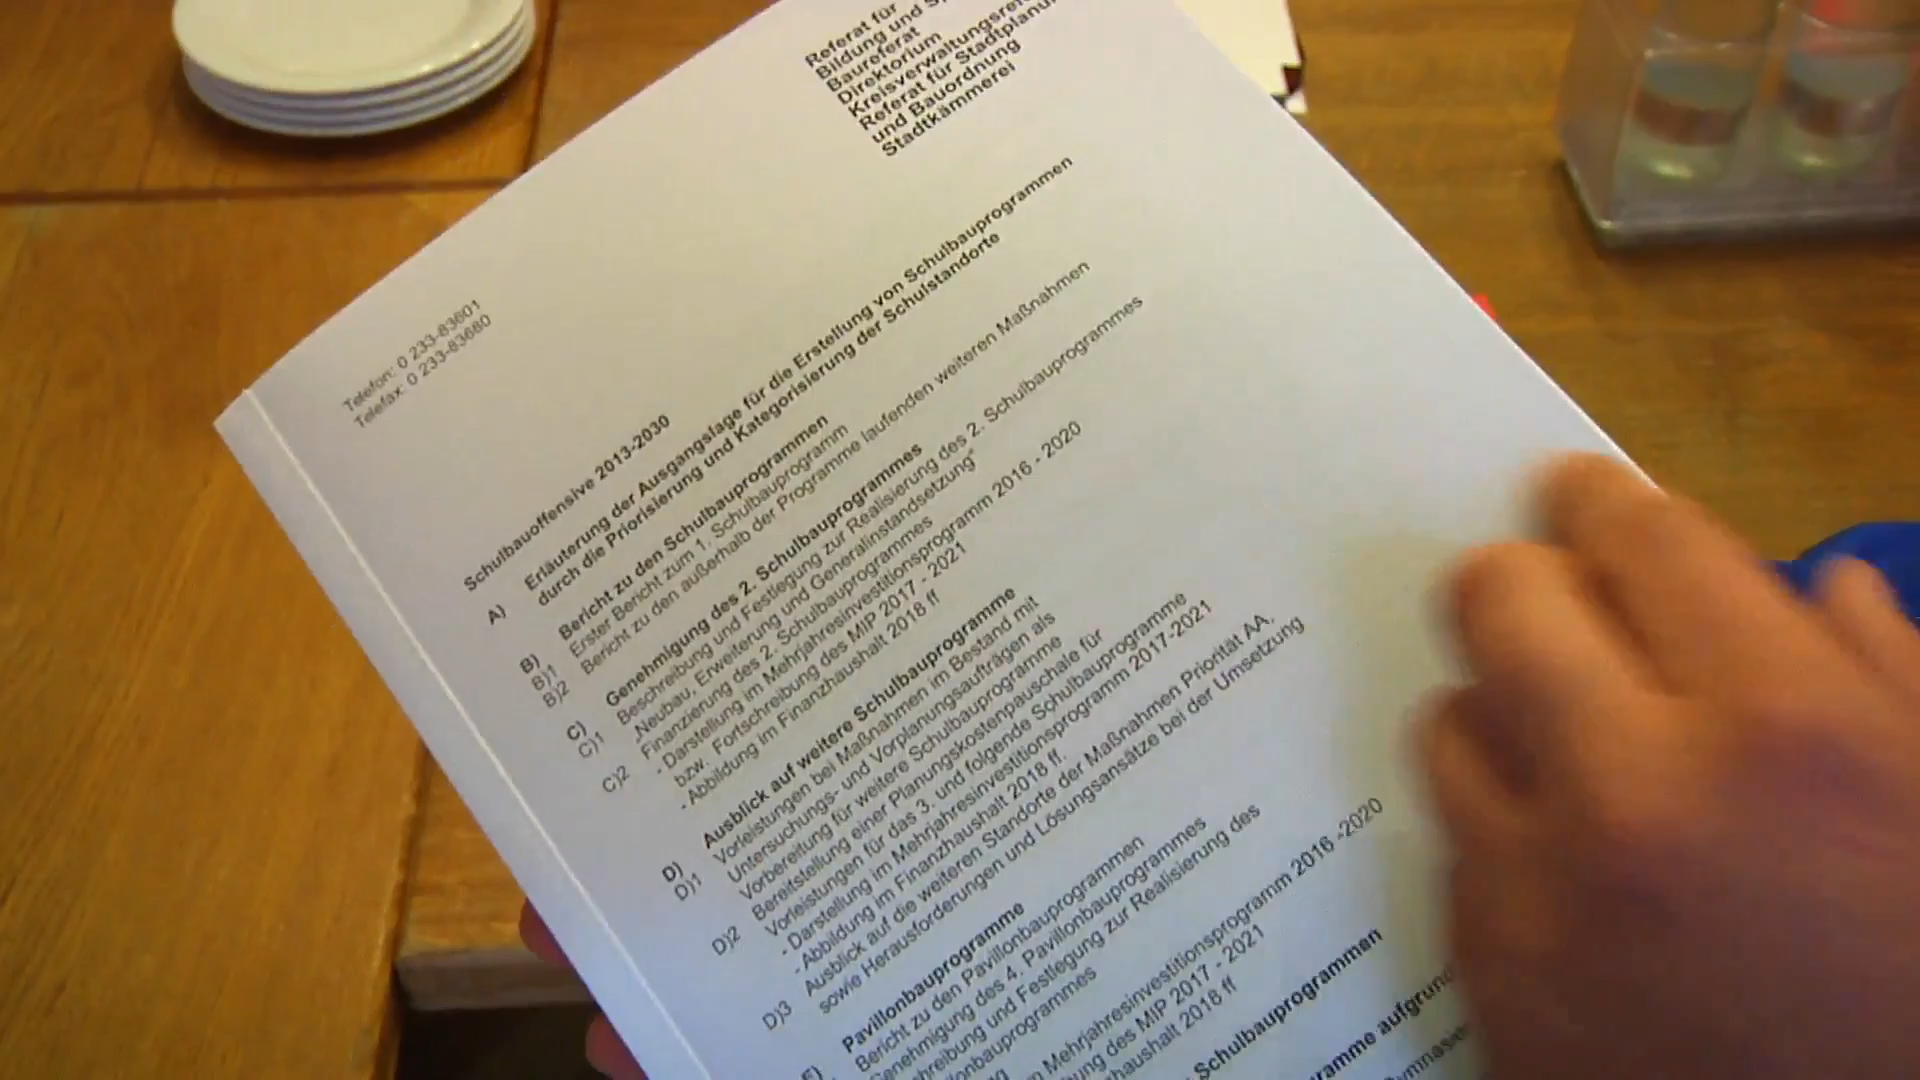 Referat für
Bildung und
Baureferat
Direktorium
Kreisverwaltungsreferat
Referat für Stadtplanung
und Bauordnung
Stadtkämmerei
Telefon: 0 233-83601
Telefax: 0 233-83680
Schulbauoffensive 2013-2030
A) Erläuterung der Ausgangslage für die Erstellung von Schulbauprogrammen
durch die Priorisierung und Kategorisierung der Schulstandorte
B) Bericht zu den Schulbauprogrammen
B)1 Erster Bericht zum 1. Schulbauprogramm
B)2 Bericht zu den außerhalb der Programme laufenden weiteren Maßnahmen
C) Genehmigung des 2. Schulbauprogrammes
C)1 Beschreibung und Festlegung zur Realisierung des 2. Schulbauprogrammes
„Neubau, Erweiterung und Generalinstandsetzung“
C)2 Finanzierung des 2. Schulbauprogrammes
- Darstellung im Mehrjahresinvestitionsprogramm 2016 - 2020
bzw. Fortschreibung des MIP 2017 - 2021
- Abbildung im Finanzhaushalt 2018 ff
D) Ausblick auf weitere Schulbauprogramme
D)1 Vorleistungen bei Maßnahmen im Bestand mit
Untersuchungs- und Vorplanungsaufträgen als
Vorbereitung für weitere Schulbauprogramme
D)2 Bereitstellung einer Planungskostenpauschale für
Vorleistungen für das 3. und folgende Schulbauprogramme
- Darstellung im Mehrjahresinvestitionsprogramm 2017-2021
- Abbildung im Finanzhaushalt 2018 ff.
D)3 Ausblick auf die weiteren Standorte der Maßnahmen Priorität AA,
sowie Herausforderungen und Lösungsansätze bei der Umsetzung
E) Pavillonbauprogramme
Bericht zu den Pavillonbauprogrammen
Genehmigung des 4. Pavillonbauprogrammes
chreibung und Festlegung zur Realisierung des
onbauprogrammes
n Mehrjahresinvestitionsprogramm 2016 -2020
bung des MIP 2017 - 2021
zhaushalt 2018 ff
Schulbauprogrammen
ramme aufgrund